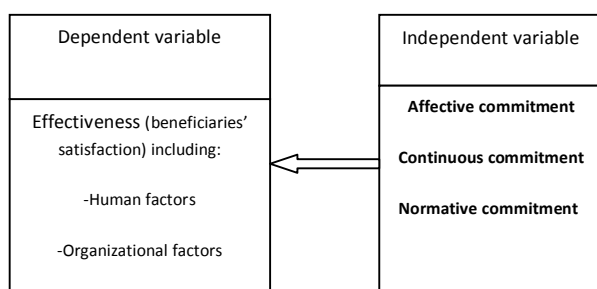 Dependent variable
Effectiveness (beneficiaries’
satisfaction) including:
-Human factors
-Organizational factors
Independent variable
Affective commitment
Continuous commitment
Normative commitment